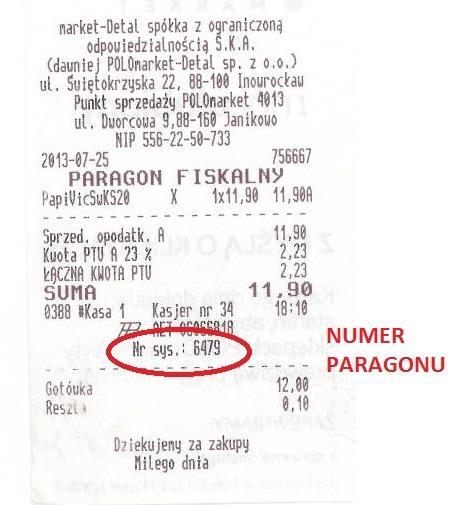 market-Detal spółka z ograniczoną
odpowiedzialnością S.K.A.
(dawniej POLOmarket-Detal sp. z o.o.)
ul. Świętokrzyska 22, 88-100 Inowrocław
Punkt sprzedaży POLOmarket 4013
ul. Dworcowa 9,88-160 Janikowo
NIP 556-22-50-733
2013-07-25 756667
PARAGON FISKALNY
PapiVicSwKS20 X 1x11,90 11,90A
Sprzed. opodatk. A 11,90
Kwota PTU A 23 % 2,23
ŁĄCZNA KWOTA PTU 2,23
SUMA 11,90
0388 #Kasa 1 Kasjer nr 34 18:10
Nr sys.: 6479
NUMER
PARAGONU
Gotówka 12,00
Reszta 0,10
Dziekujemy za zakupy
Miłego dnia